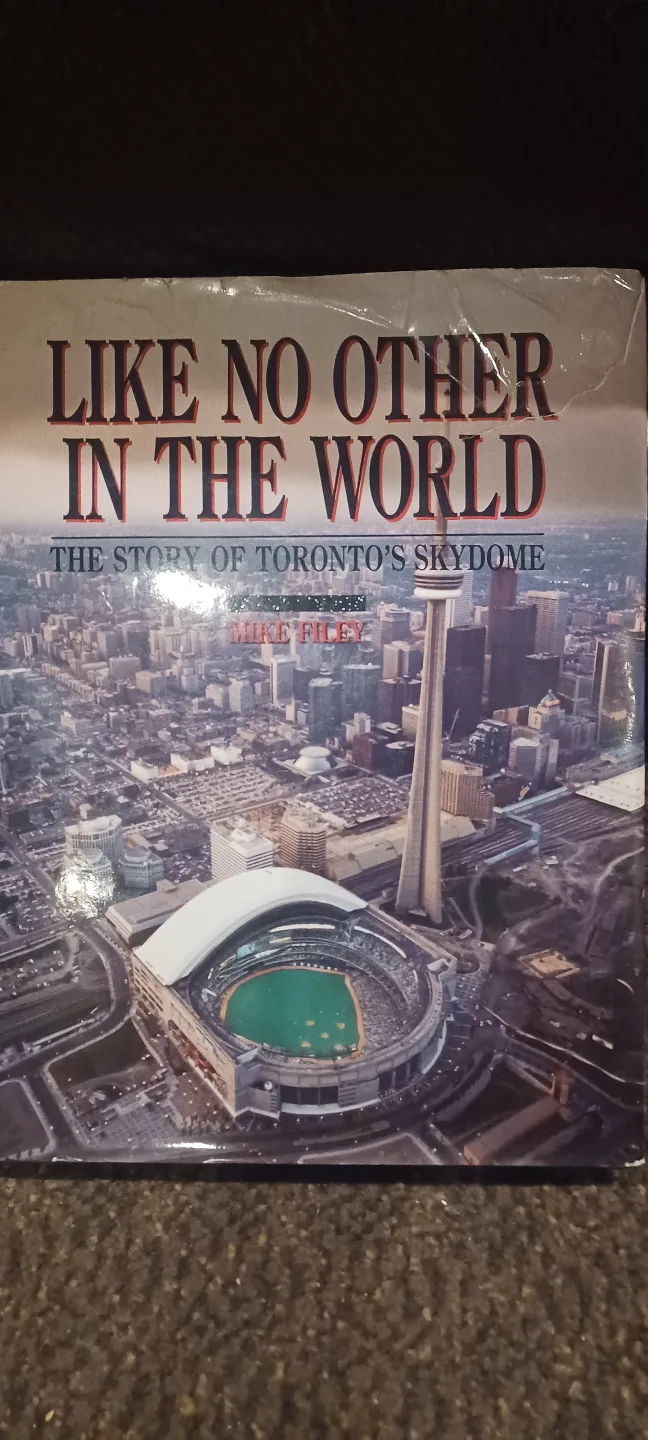 LIKE NO OTHER
IN THE WORLD
THE STORY OF TORONTO'S SKYDOME
MIKE FILEY